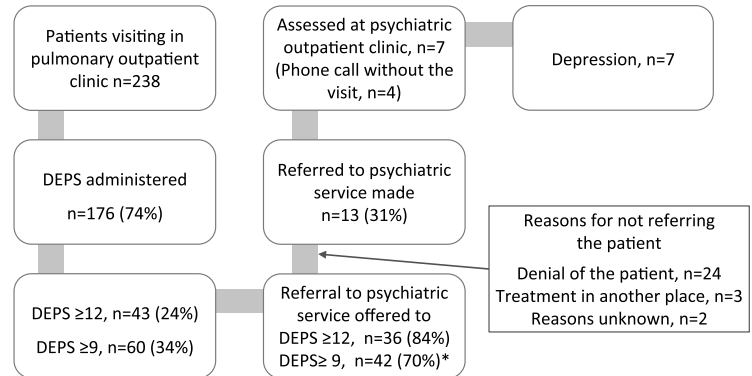 Patients visiting in
pulmonary outpatient
clinic n=238
DEPS administered
n=176 (74%)
DEPS ≥12, n=43 (24%)
DEPS ≥9, n=60 (34%)
Referral to psychiatric
service offered to
DEPS ≥12,  n=36 (84%)
DEPS≥ 9,  n=42 (70%)*
Reasons for not referring
the patient
Denial of the patient, n=24
Treatment in another place, n=3
Reasons unknown, n=2
Referred to psychiatric
service made
n=13 (31%)
Assessed at psychiatric
outpatient clinic, n=7
(Phone call without the
visit, n=4)
Depression, n=7